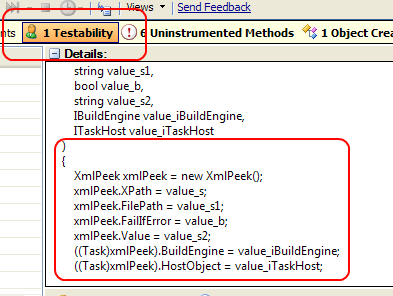 Views Send Feedback
nts 1 Testability 6 Uninstrumented Methods 1 Object Crea
Details:
string value_s1,
bool value_b,
string value_s2,
IBuildEngine value_iBuildEngine,
ITaskHost value_iTaskHost
)
{
XmlPeek xmlPeek = new XmlPeek();
xmlPeek.XPath = value_s;
xmlPeek.FilePath = value_s1;
xmlPeek.FailIfError = value_b;
xmlPeek.Value = value_s2;
((Task)xmlPeek).BuildEngine = value_iBuildEngine;
((Task)xmlPeek).HostObject = value_iTaskHost;